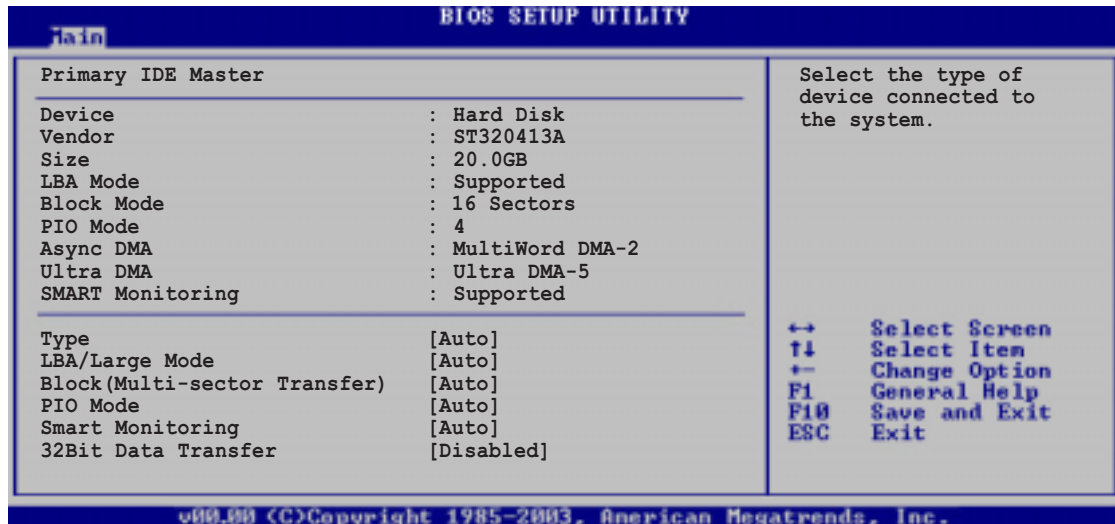 BIOS SETUP UTILITY
Main
Primary IDE Master
Device : Hard Disk
Vendor : ST320413A
Size : 20.0GB
LBA Mode : Supported
Block Mode : 16 Sectors
PIO Mode : 4
Async DMA : MultiWord DMA-2
Ultra DMA : Ultra DMA-5
SMART Monitoring : Supported
Type [Auto]
LBA/Large Mode [Auto]
Block(Multi-sector Transfer) [Auto]
PIO Mode [Auto]
Smart Monitoring [Auto]
32Bit Data Transfer [Disabled]
Select the type of
device connected to
the system.
←→ Select Screen
↑↓ Select Item
+- Change Option
F1 General Help
F10 Save and Exit
ESC Exit
v00.00 (C)Copyright 1985-2003, American Megatrends, Inc.